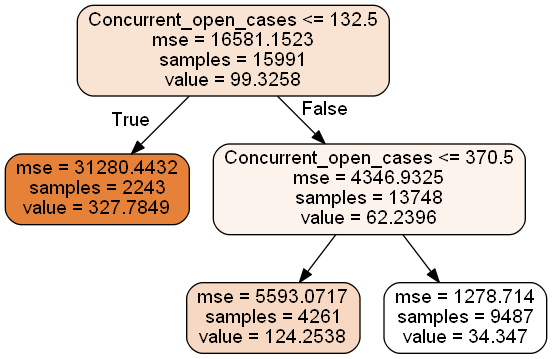 Concurrent_open_cases <= 132.5
mse = 16581.1523
samples = 15991
value = 99.3258
True
False
mse = 31280.4432
samples = 2243
value = 327.7849
Concurrent_open_cases <= 370.5
mse = 4346.9325
samples = 13748
value = 62.2396
mse = 5593.0717
samples = 4261
value = 124.2538
mse = 1278.714
samples = 9487
value = 34.347